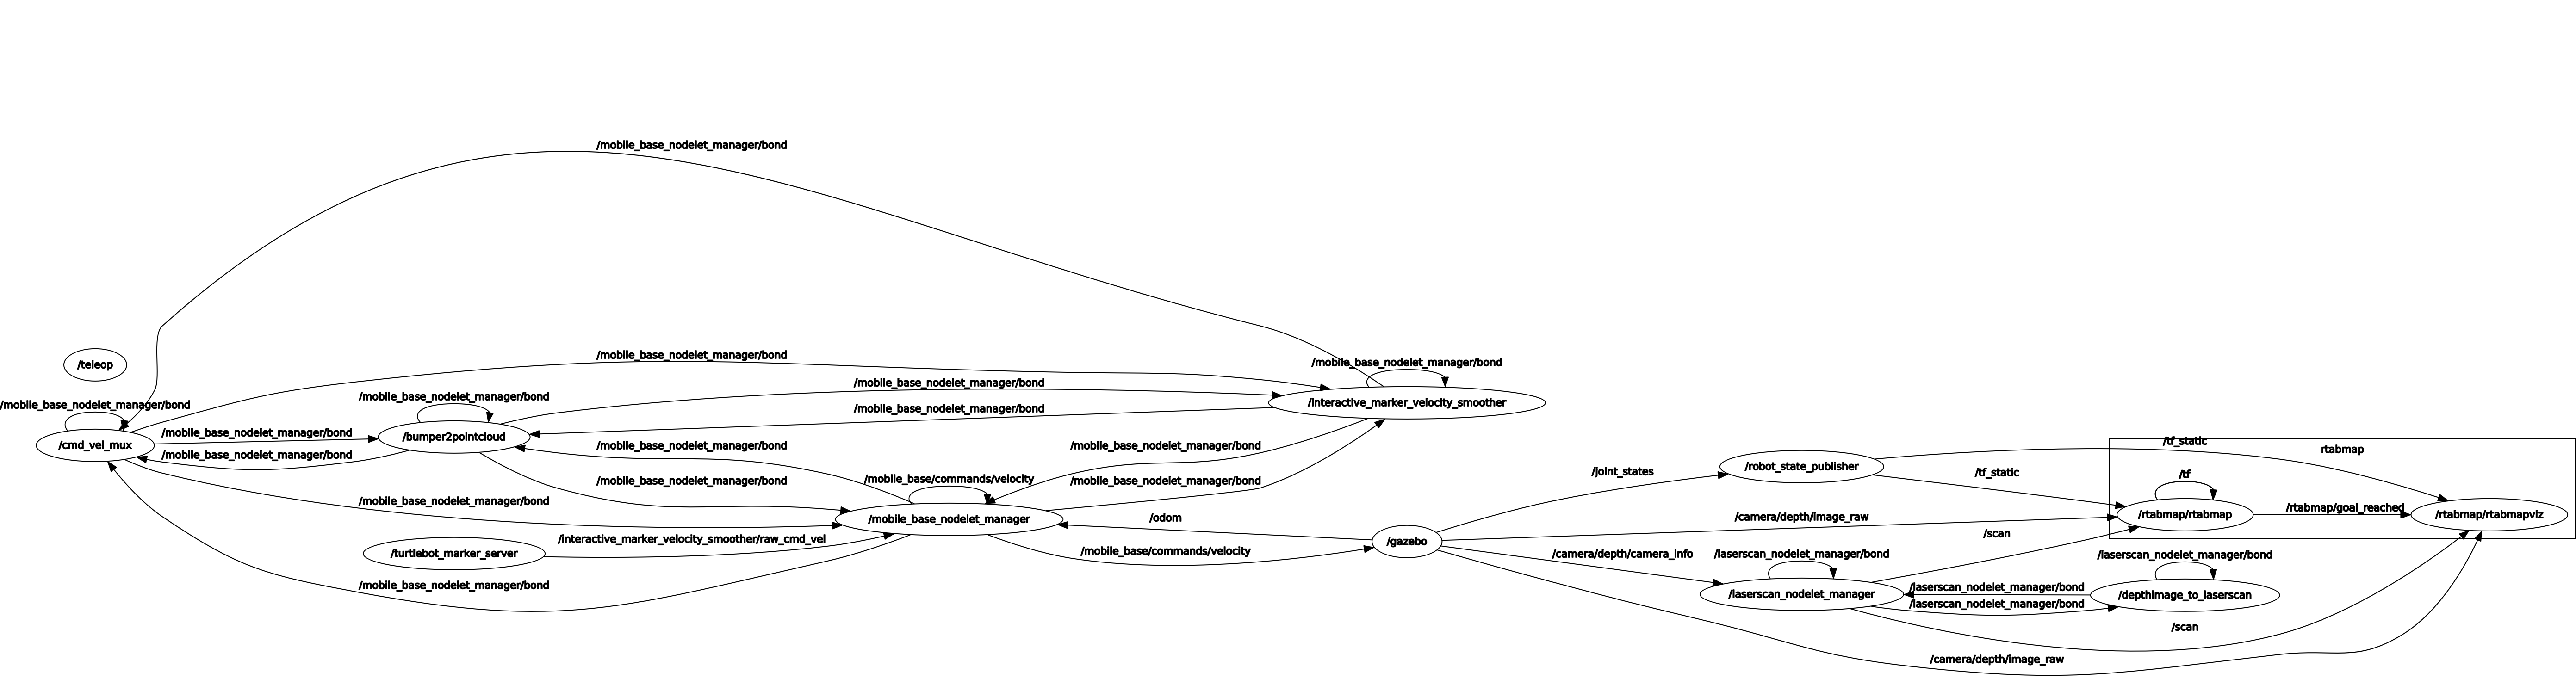 /mobile_base_nodelet_manager/bond
/teleop
/mobile_base_nodelet_manager/bond
/mobile_base_nodelet_manager/bond
/mobile_base_nodelet_manager/bond
/mobile_base_nodelet_manager/bond
/mobile_base_nodelet_manager/bond
/interactive_marker_velocity_smoother
/mobile_base_nodelet_manager/bond
/mobile_base_nodelet_manager/bond
/mobile_base_nodelet_manager/bond
/bumper2pointcloud
/cmd_vel_mux
/mobile_base_nodelet_manager/bond
/mobile_base_nodelet_manager/bond
/mobile_base_nodelet_manager/bond
/tf_static
rtabmap
/mobile_base_nodelet_manager/bond
/mobile_base/commands/velocity
/mobile_base_nodelet_manager/bond
/joint_states
/robot_state_publisher
/tf_static
/tf
/mobile_base_nodelet_manager/bond
/mobile_base_nodelet_manager
/odom
/camera/depth/image_raw
/rtabmap/rtabmap
/rtabmap/goal_reached
/rtabmap/rtabmapviz
/turtlebot_marker_server
/interactive_marker_velocity_smoother/raw_cmd_vel
/mobile_base/commands/velocity
/gazebo
/camera/depth/camera_info
/laserscan_nodelet_manager/bond
/scan
/laserscan_nodelet_manager/bond
/mobile_base_nodelet_manager/bond
/laserscan_nodelet_manager
/laserscan_nodelet_manager/bond
/laserscan_nodelet_manager/bond
/depthimage_to_laserscan
/scan
/camera/depth/image_raw